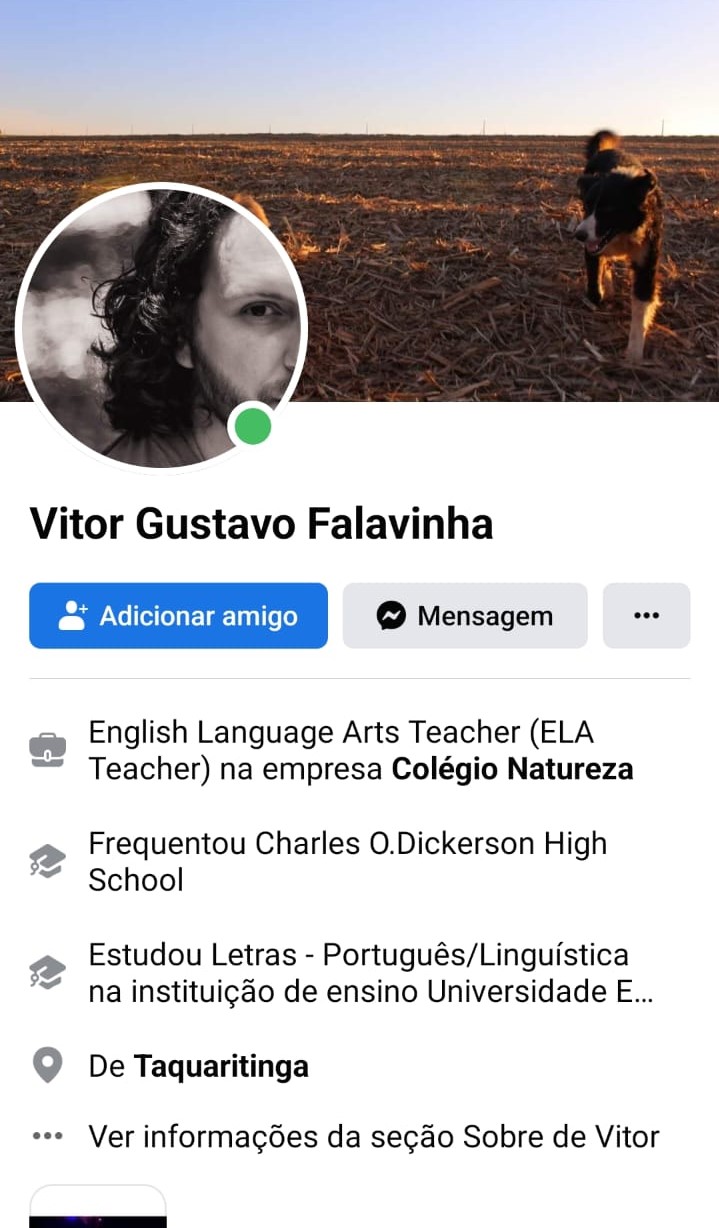 Vitor Gustavo Falavinha
Adicionar amigo
Mensagem
English Language Arts Teacher (ELA
Teacher) na empresa Colégio Natureza
Frequentou Charles O.Dickerson High
School
Estudou Letras - Português/Linguística
na instituição de ensino Universidade E...
De Taquaritinga
Ver informações da seção Sobre de Vitor